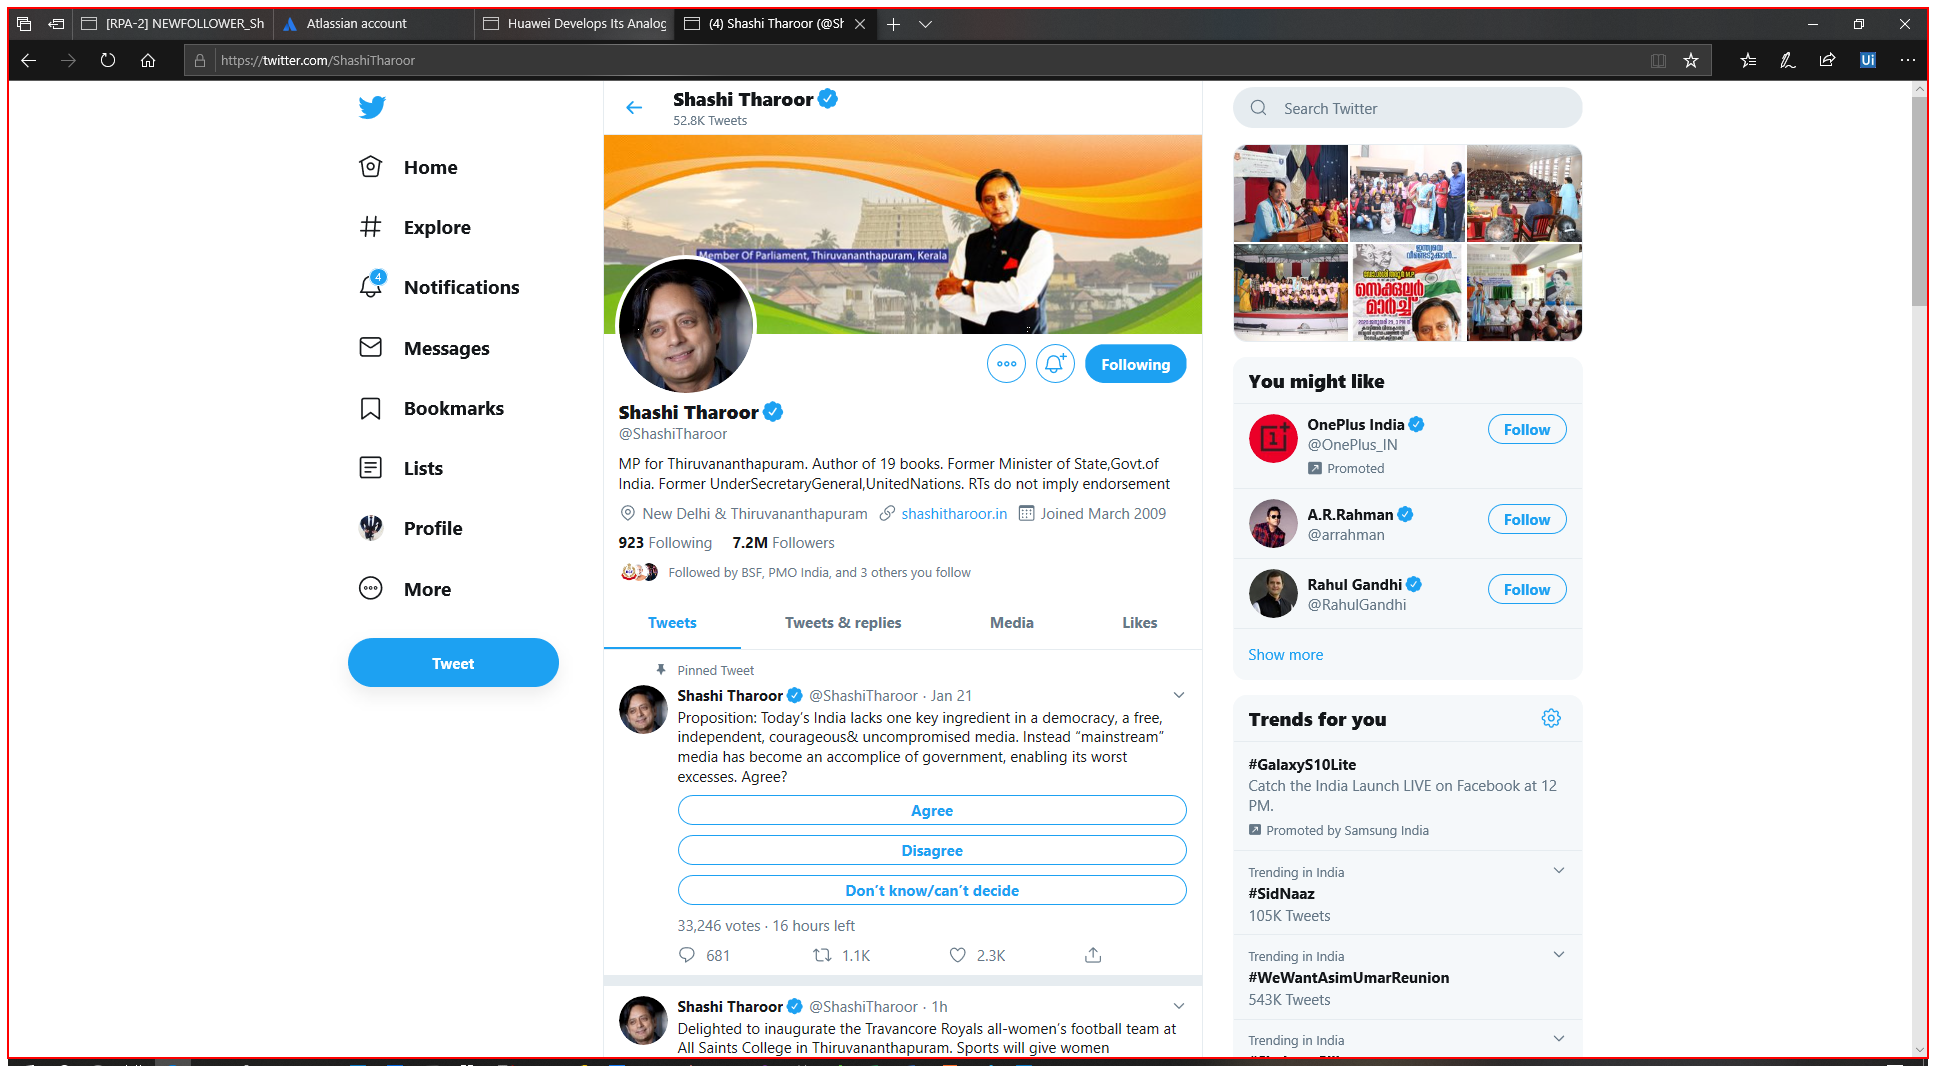 [RPA-2] NEWFOLLOWER_Sh
Atlassian account
Huawei Develops Its Analog
(4) Shashi Tharoor (@Sh
https://twitter.com/ShashiTharoor
Ui
Home
Explore
4
Notifications
Messages
Bookmarks
Lists
Profile
More
Tweet
Shashi Tharoor
52.8K Tweets
Member Of Parliament, Thiruvananthapuram, Kerala
Following
Shashi Tharoor
@ShashiTharoor
MP for Thiruvananthapuram. Author of 19 books. Former Minister of State,Govt.of
India. Former UnderSecretaryGeneral,UnitedNations. RTs do not imply endorsement
New Delhi & Thiruvananthapuram shashitharoor.in Joined March 2009
923 Following 7.2M Followers
Followed by BSF, PMO India, and 3 others you follow
Tweets Tweets & replies Media Likes
Pinned Tweet
Shashi Tharoor @ShashiTharoor · Jan 21
Proposition: Today’s India lacks one key ingredient in a democracy, a free,
independent, courageous& uncompromised media. Instead “mainstream”
media has become an accomplice of government, enabling its worst
excesses. Agree?
Agree
Disagree
Don’t know/can’t decide
33,246 votes · 16 hours left
681 1.1K 2.3K
Shashi Tharoor @ShashiTharoor · 1h
Delighted to inaugurate the Travancore Royals all-women’s football team at
All Saints College in Thiruvananthapuram. Sports will give women
Search Twitter
സെക്കുലർ
മാർച്ച്
You might like
OnePlus India
@OnePlus_IN
Promoted
Follow
A.R.Rahman
@arrahman
Follow
Rahul Gandhi
@RahulGandhi
Follow
Show more
Trends for you
#GalaxyS10Lite
Catch the India Launch LIVE on Facebook at 12
PM.
Promoted by Samsung India
Trending in India
#SidNaaz
105K Tweets
Trending in India
#WeWantAsimUmarReunion
543K Tweets
Trending in India